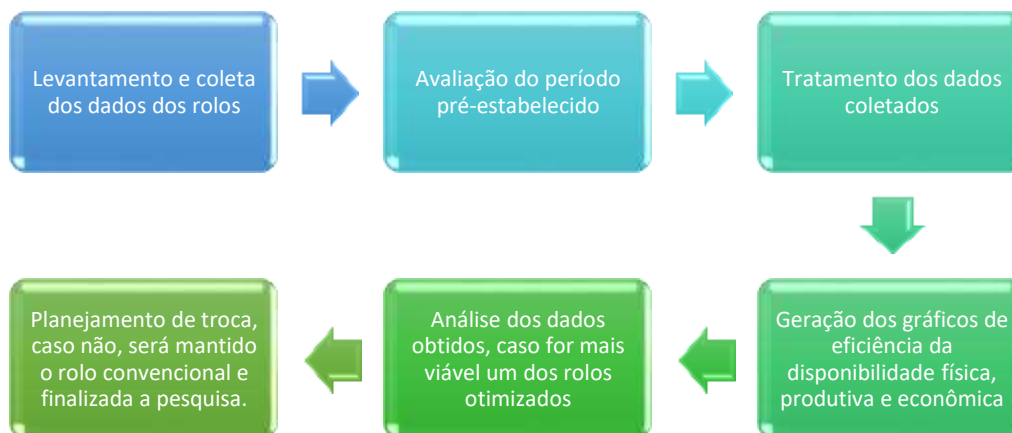 Levantamento e coleta
dos dados dos rolos
Avaliação do período
pré-estabelecido
Tratamento dos dados
coletados
Geração dos gráficos de
eficiência da
disponibilidade física,
produtiva e econômica
Análise dos dados
obtidos, caso for mais
viável um dos rolos
otimizados
Planejamento de troca,
caso não, será mantido
o rolo convencional e
finalizada a pesquisa.